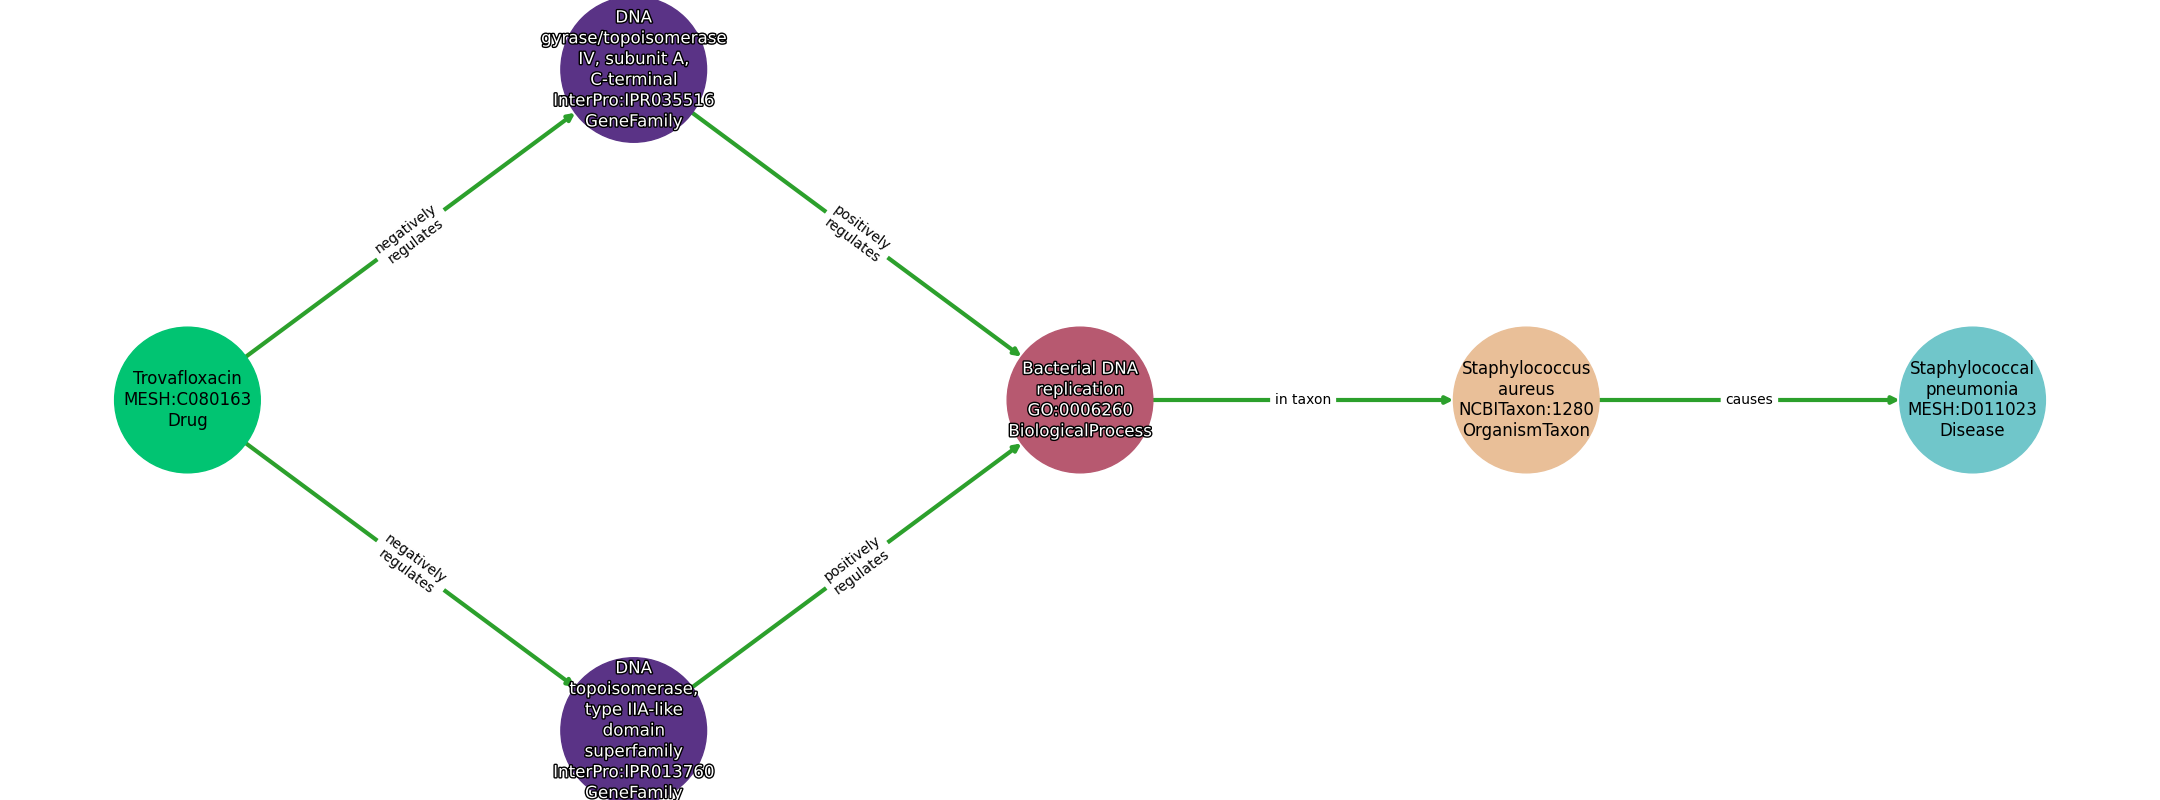 DNA
gyrase/topoisomerase
IV, subunit A,
C-terminal
InterPro:IPR035516
GeneFamily
negatively
regulates
positively
regulates
Trovafloxacin
MESH:C080163
Drug
Bacterial DNA
replication
GO:0006260
BiologicalProcess
in taxon
Staphylococcus
aureus
NCBITaxon:1280
OrganismTaxon
causes
Staphylococcal
pneumonia
MESH:D011023
Disease
negatively
regulates
positively
regulates
DNA
topoisomerase,
type IIA-like
domain
superfamily
InterPro:IPR013760
GeneFamily